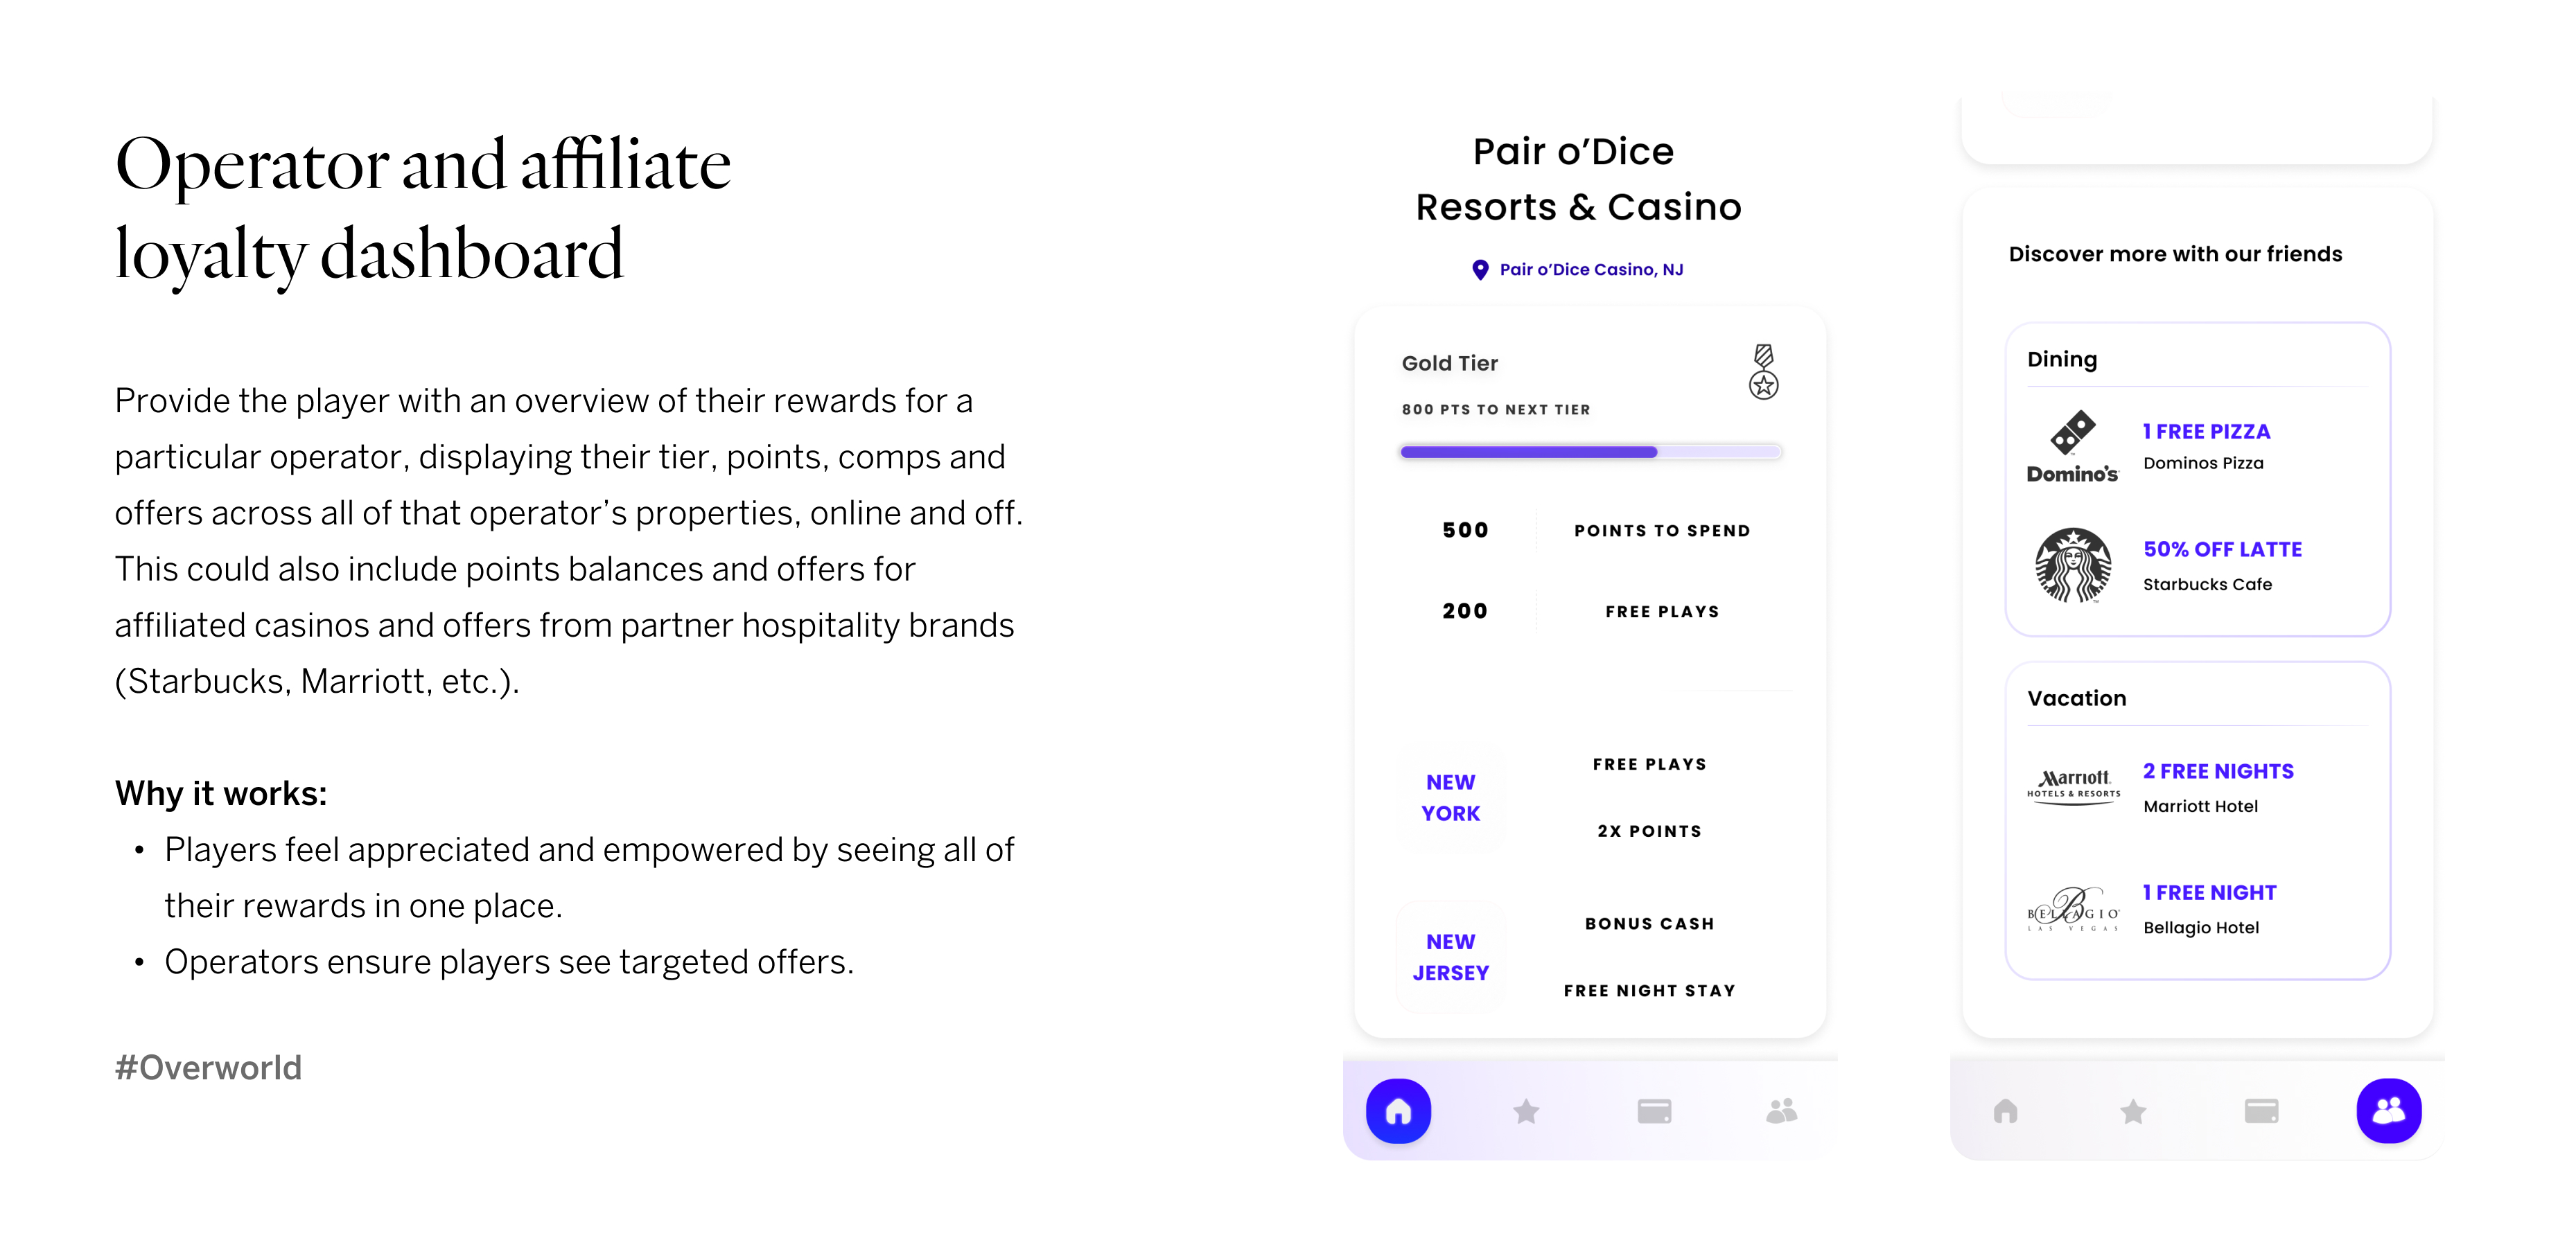 Operator and affiliate
loyalty dashboard
Provide the player with an overview of their rewards for a
particular operator, displaying their tier, points, comps and
offers across all of that operator's properties, online and off.
This could also include points balances and offers for
affiliated casinos and offers from partner hospitality brands
(Starbucks, Marriott, etc.).
Why it works:
• Players feel appreciated and empowered by seeing all of
their rewards in one place.
• Operators ensure players see targeted offers.
#Overworld
Pair o'Dice
Resorts & Casino
Pair o'Dice Casino, NJ
Gold Tier
800 PTS TO NEXT TIER
500 POINTS TO SPEND
200 FREE PLAYS
NEW
YORK
FREE PLAYS
2X POINTS
NEW
JERSEY
BONUS CASH
FREE NIGHT STAY
Discover more with our friends
Dining
Domino's
1 FREE PIZZA
Dominos Pizza
50% OFF LATTE
Starbucks Cafe
Vacation
Marriott
HOTELS & RESORTS
2 FREE NIGHTS
Marriott Hotel
B
BELLAGIO
LAS VEGAS
1 FREE NIGHT
Bellagio Hotel